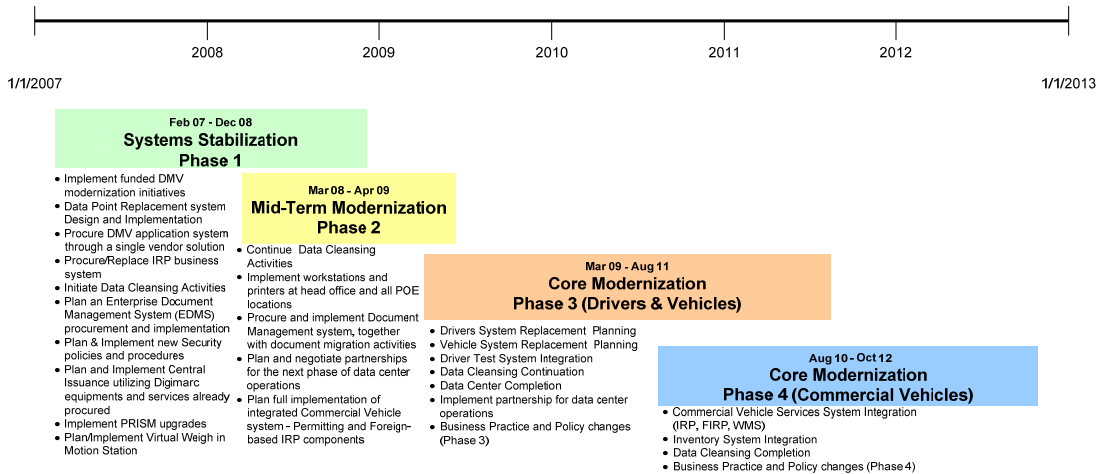 2008
2009
2010
2011
2012
1/1/2007
1/1/2013
Feb 07 - Dec 08
Systems Stabilization
Phase 1
• Implement funded DMV
modernization initiatives
• Data Point Replacement system
Design and Implementation
• Procure DMV application system
through a single vendor solution
• Procure/Replace IRP business
system
• Initiate Data Cleansing Activities
• Plan an Enterprise Document
Management System (EDMS)
procurement and implementation
• Plan & Implement new Security
policies and procedures
• Plan and Implement Central
Issuance utilizing Digimarc
equipments and services already
procured
• Implement PRISM upgrades
• Plan/Implement Virtual Weigh in
Motion Station
Mar 08 - Apr 09
Mid-Term Modernization
Phase 2
• Continue Data Cleansing
Activities
• Implement workstations and
printers at head office and all POE
locations
• Procure and implement Document
Management system, together
with document migration activities
• Plan and negotiate partnerships
for the next phase of data center
operations
• Plan full implementation of
integrated Commercial Vehicle
system - Permitting and Foreign-
based IRP components
Mar 09 - Aug 11
Core Modernization
Phase 3 (Drivers & Vehicles)
• Drivers System Replacement Planning
• Vehicle System Replacement Planning
• Driver Test System Integration
• Data Cleansing Continuation
• Data Center Completion
• Implement partnership for data center
operations
• Business Practice and Policy changes
(Phase 3)
Aug 10 - Oct 12
Core Modernization
Phase 4 (Commercial Vehicles)
• Commercial Vehicle Services System Integration
(IRP, FIRP, WMS)
• Inventory System Integration
• Data Cleansing Completion
• Business Practice and Policy changes (Phase 4)